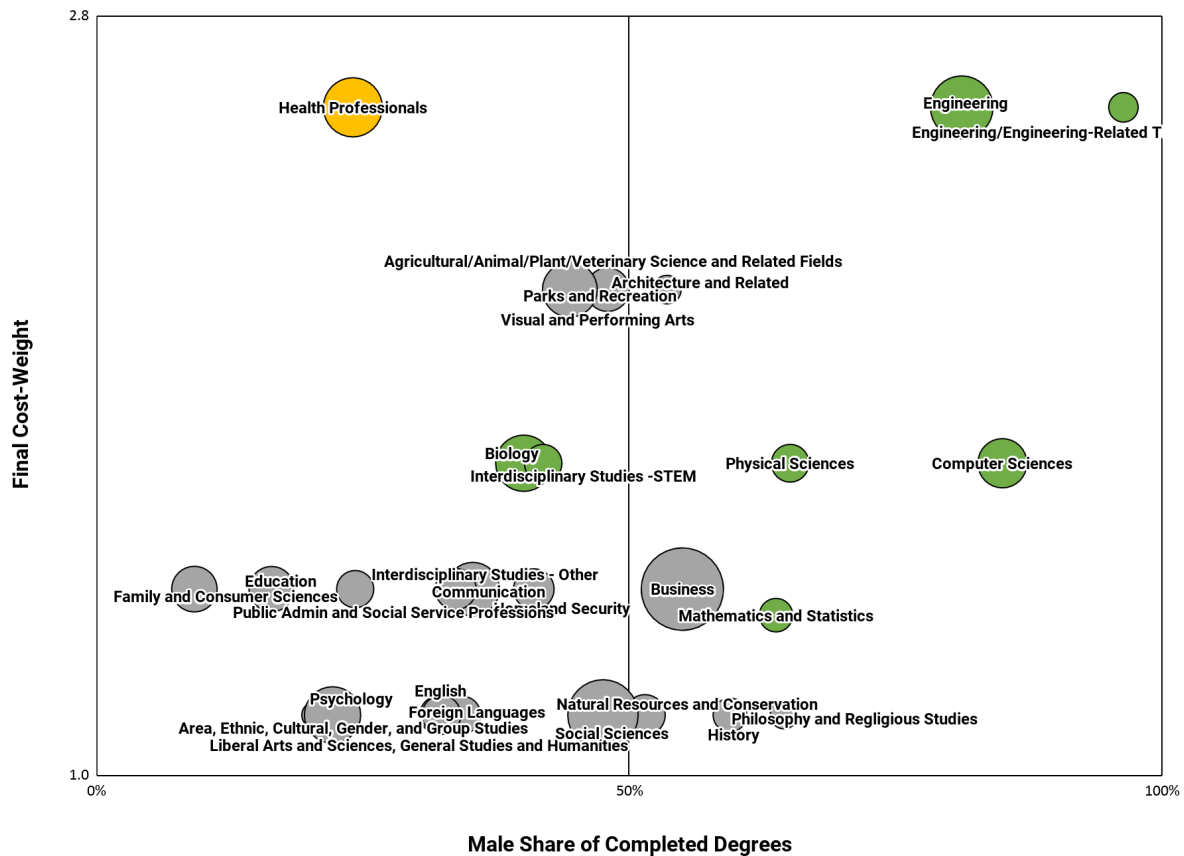 2.8
Health Professionals
Engineering
Engineering/Engineering-Related T
Agricultural/Animal/Plant/Veterinary Science and Related Fields
Architecture and Related
Parks and Recreation
Visual and Performing Arts
Final Cost-Weight
Biology
Interdisciplinary Studies -STEM
Physical Sciences
Computer Sciences
Interdisciplinary Studies - Other
Education
Communication
Business
Family and Consumer Sciences
Homeland Security
Public Admin and Social Service Professions
Mathematics and Statistics
English
Psychology
Natural Resources and Conservation
Foreign Languages
Philosophy and Regligious Studies
Area, Ethnic, Cultural, Gender, and Group Studies
Social Sciences
History
Liberal Arts and Sciences, General Studies and Humanities
1.0
0%
50%
100%
Male Share of Completed Degrees